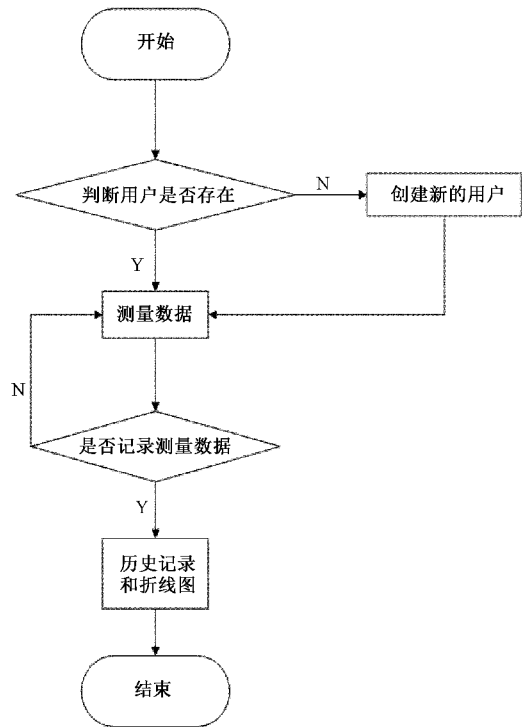 开始
判断用户是否存在
N
创建新的用户
Y
测量数据
N
是否记录测量数据
Y
历史记录
和折线图
结束